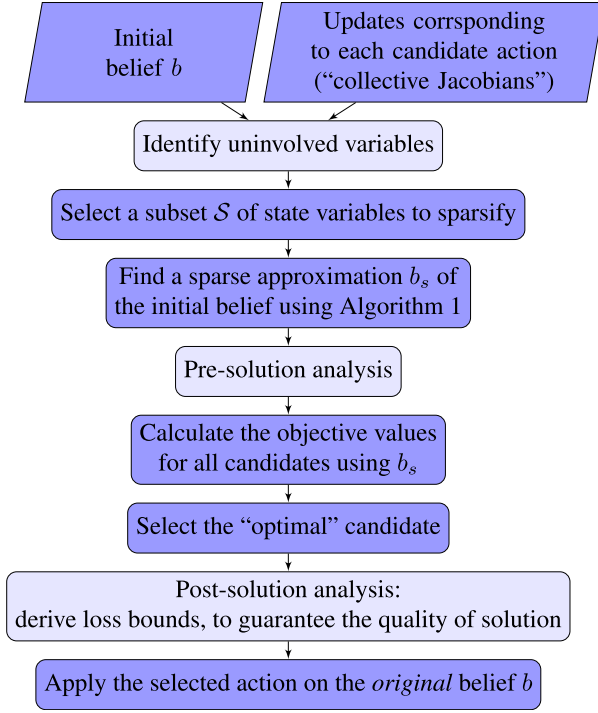 Initial
belief b
Updates corrsponding
to each candidate action
(“collective Jacobians”)
Identify uninvolved variables
Select a subset 𝒮 of state variables to sparsify
Find a sparse approximation bₛ of
the initial belief using Algorithm 1
Pre-solution analysis
Calculate the objective values
for all candidates using bₛ
Select the “optimal” candidate
Post-solution analysis:
derive loss bounds, to guarantee the quality of solution
Apply the selected action on the original belief b